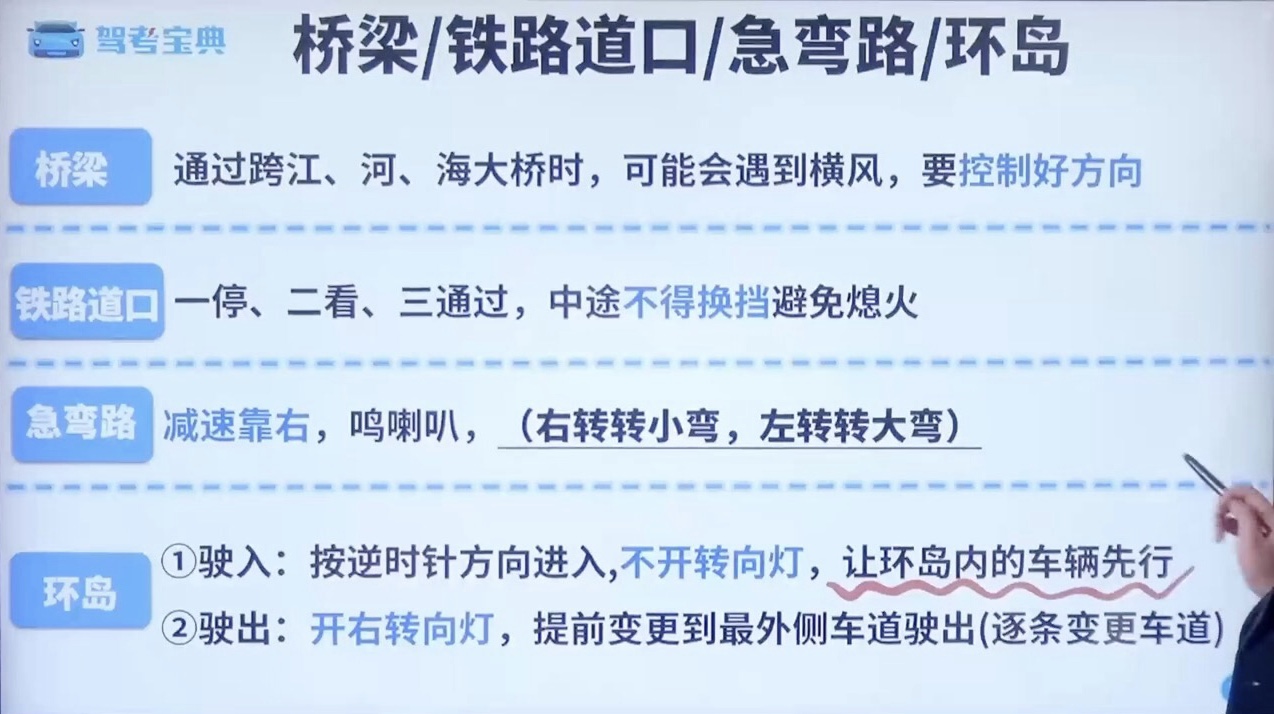 驾考宝典
桥梁/铁路道口/急弯路/环岛
桥梁
通过跨江、河、海大桥时，可能会遇到横风，要控制好方向
铁路道口
一停、二看、三通过，中途不得换挡避免熄火
急弯路
减速靠右，鸣喇叭，（右转转小弯，左转转大弯）
环岛
①驶入：按逆时针方向进入,不开转向灯，让环岛内的车辆先行
②驶出：开右转向灯，提前变更到最外侧车道驶出(逐条变更车道)